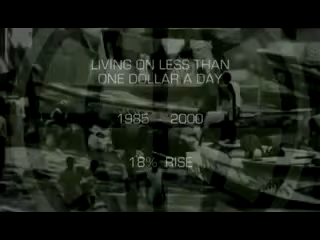 LIVING ON LESS THAN
ONE DOLLAR A DAY
1985 2000
18% RISE